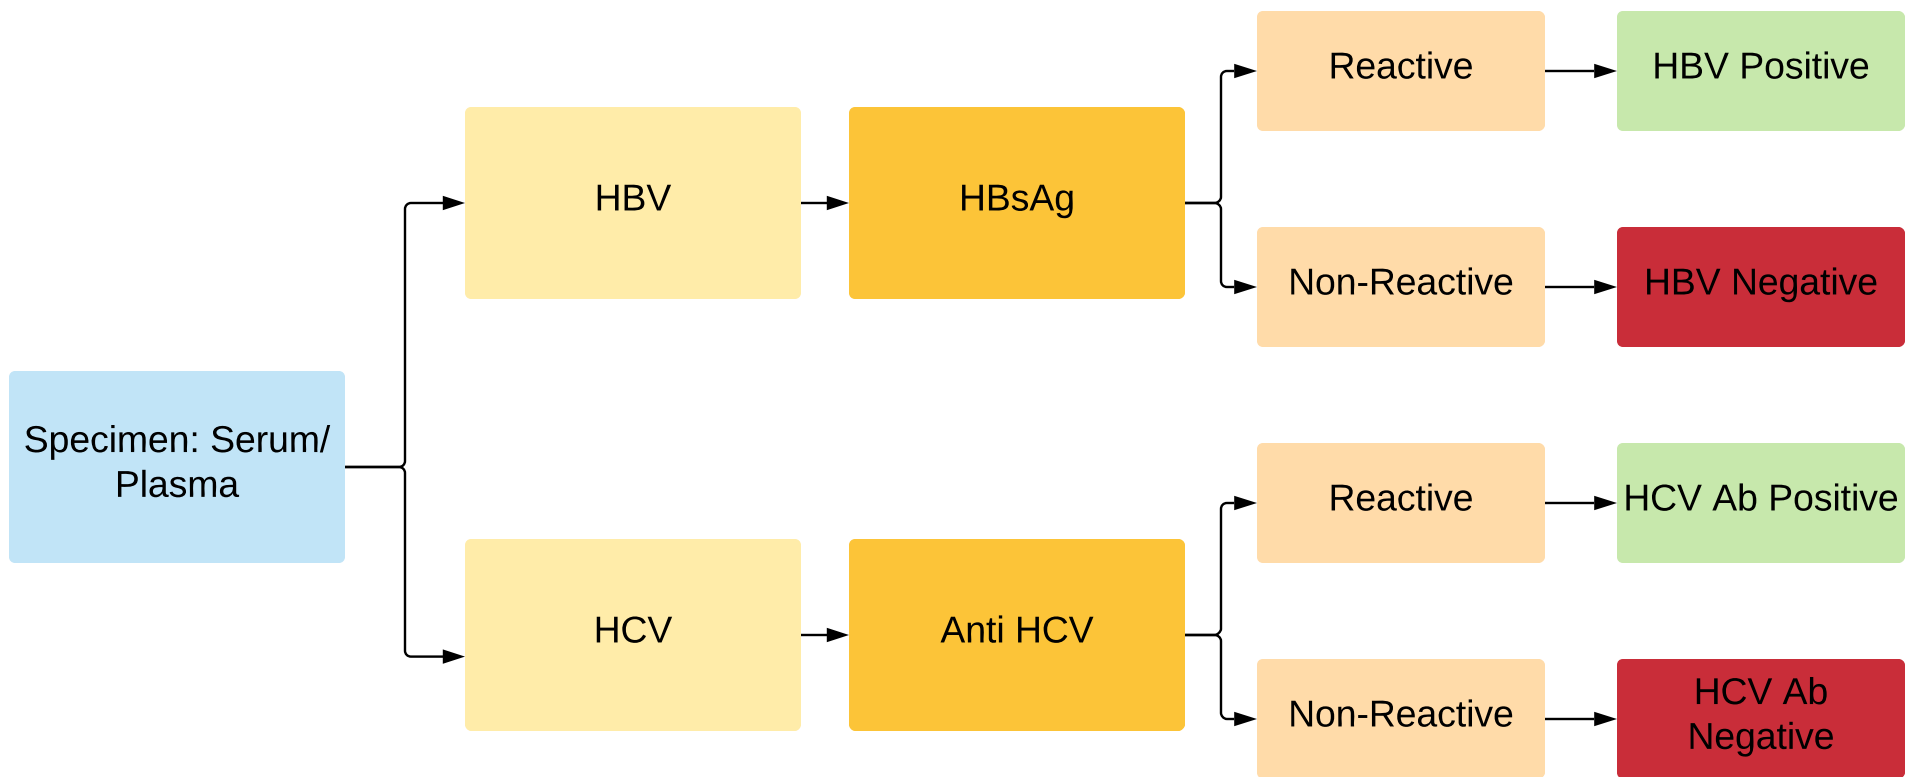 Specimen: Serum/
Plasma
HBV
HBsAg
Reactive
HBV Positive
Non-Reactive
HBV Negative
HCV
Anti HCV
Reactive
HCV Ab Positive
Non-Reactive
HCV Ab
Negative